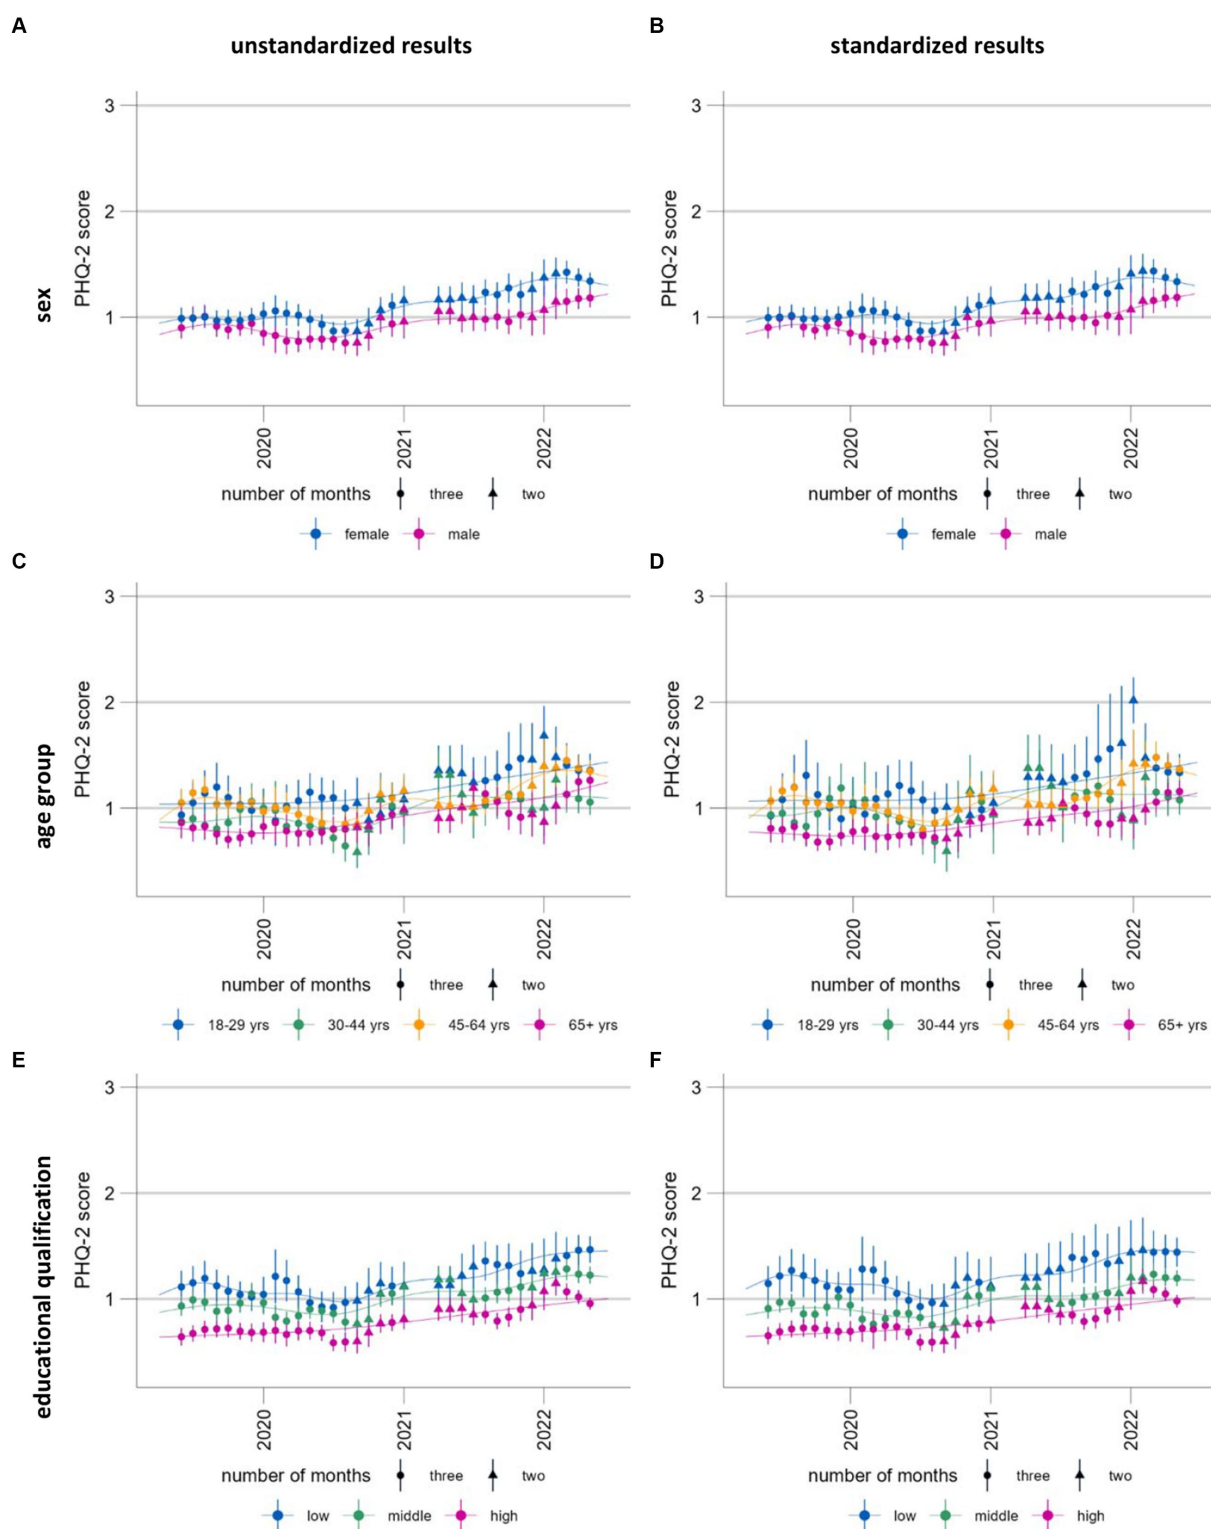 A
B
unstandardized results
standardized results
sex
PHQ-2 score
3
2
1
2020
2021
2022
number of months three two
female male
PHQ-2 score
3
2
1
2020
2021
2022
number of months three two
female male
C
D
age group
PHQ-2 score
3
2
1
2020
2021
2022
number of months three two
18-29 yrs 30-44 yrs 45-64 yrs 65+ yrs
PHQ-2 score
3
2
1
2020
2021
2022
number of months three two
18-29 yrs 30-44 yrs 45-64 yrs 65+ yrs
E
F
educational qualification
PHQ-2 score
3
2
1
2020
2021
2022
number of months three two
low middle high
PHQ-2 score
3
2
1
2020
2021
2022
number of months three two
low middle high